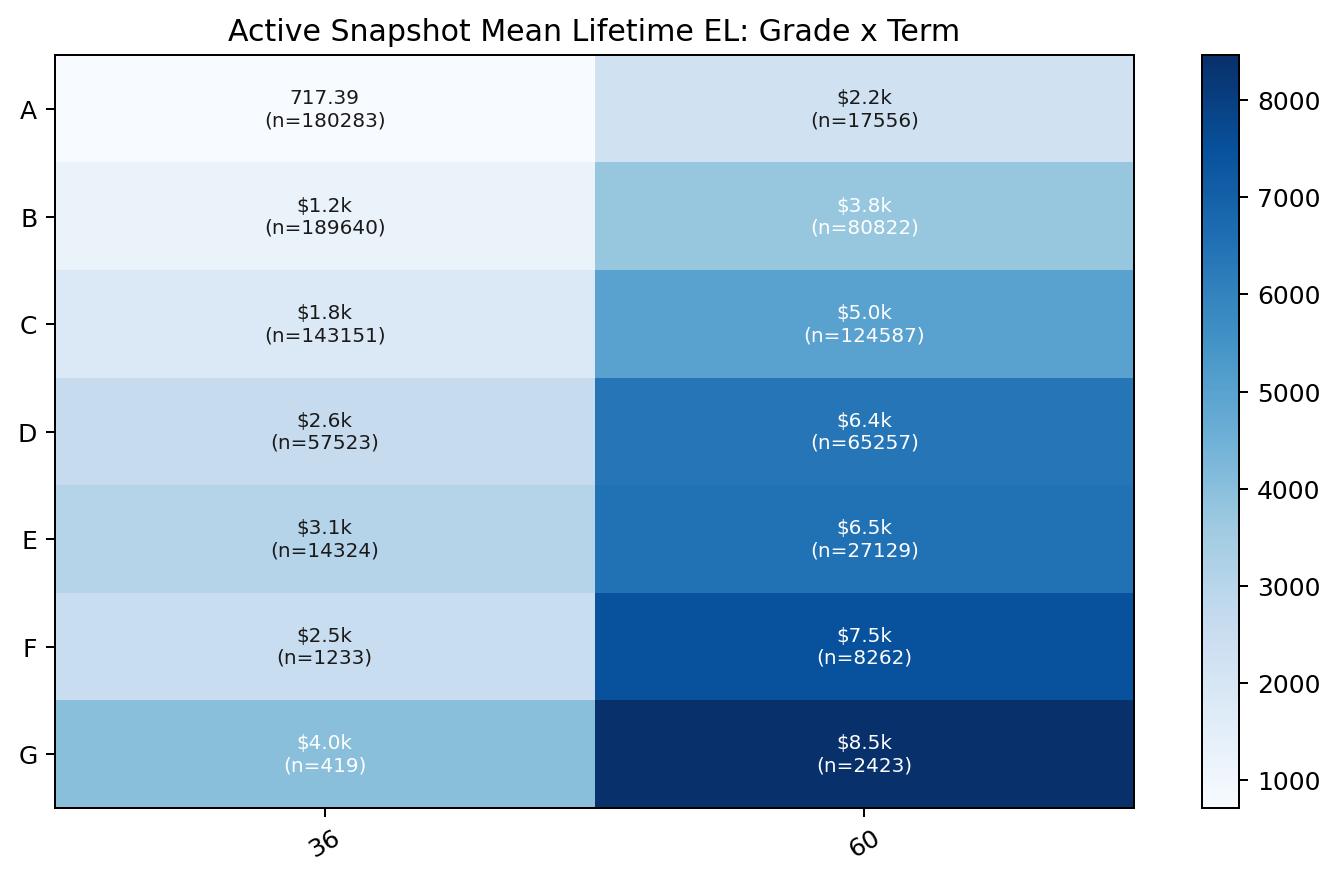 Active Snapshot Mean Lifetime EL: Grade x Term
A
717.39
(n=180283)
$2.2k
(n=17556)
B
$1.2k
(n=189640)
$3.8k
(n=80822)
C
$1.8k
(n=143151)
$5.0k
(n=124587)
D
$2.6k
(n=57523)
$6.4k
(n=65257)
E
$3.1k
(n=14324)
$6.5k
(n=27129)
F
$2.5k
(n=1233)
$7.5k
(n=8262)
G
$4.0k
(n=419)
$8.5k
(n=2423)
36
60
8000
7000
6000
5000
4000
3000
2000
1000